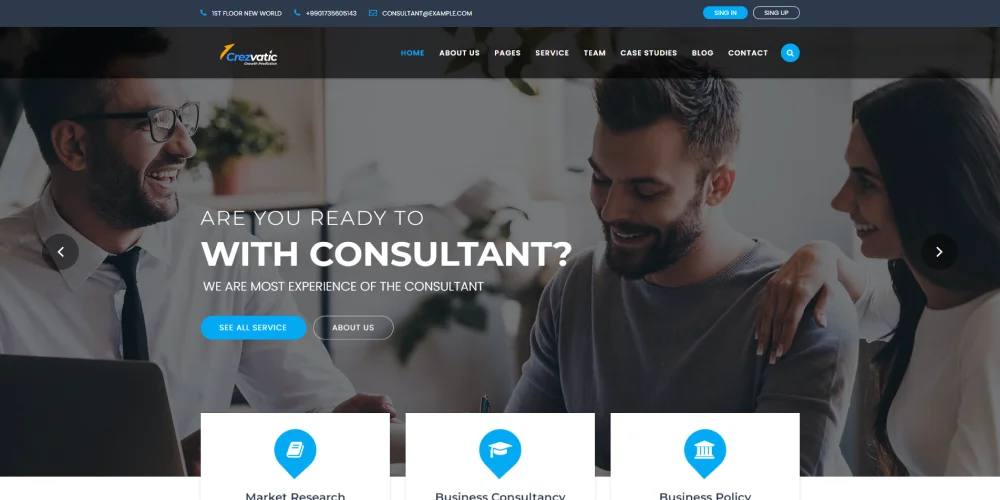 1ST FLOOR NEW WORLD +9901735605143 CONSULTANT@EXAMPLE.COM SING IN SING UP
Crezvatic
Growth Prediction
HOME ABOUT US PAGES SERVICE TEAM CASE STUDIES BLOG CONTACT
ARE YOU READY TO
WITH CONSULTANT?
WE ARE MOST EXPERIENCE OF THE CONSULTANT
SEE ALL SERVICE ABOUT US
Market Research Business Consultancy Business Policy